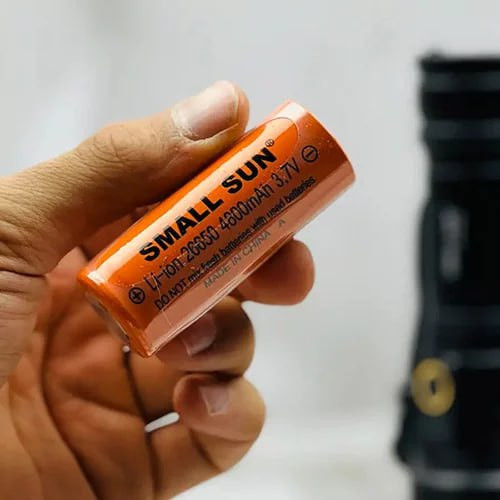 SMALL SUN®
Li-ion 26650 4800mAh 3.7V
DO NOT mix fresh batteries with used batteries
MADE IN CHINA A